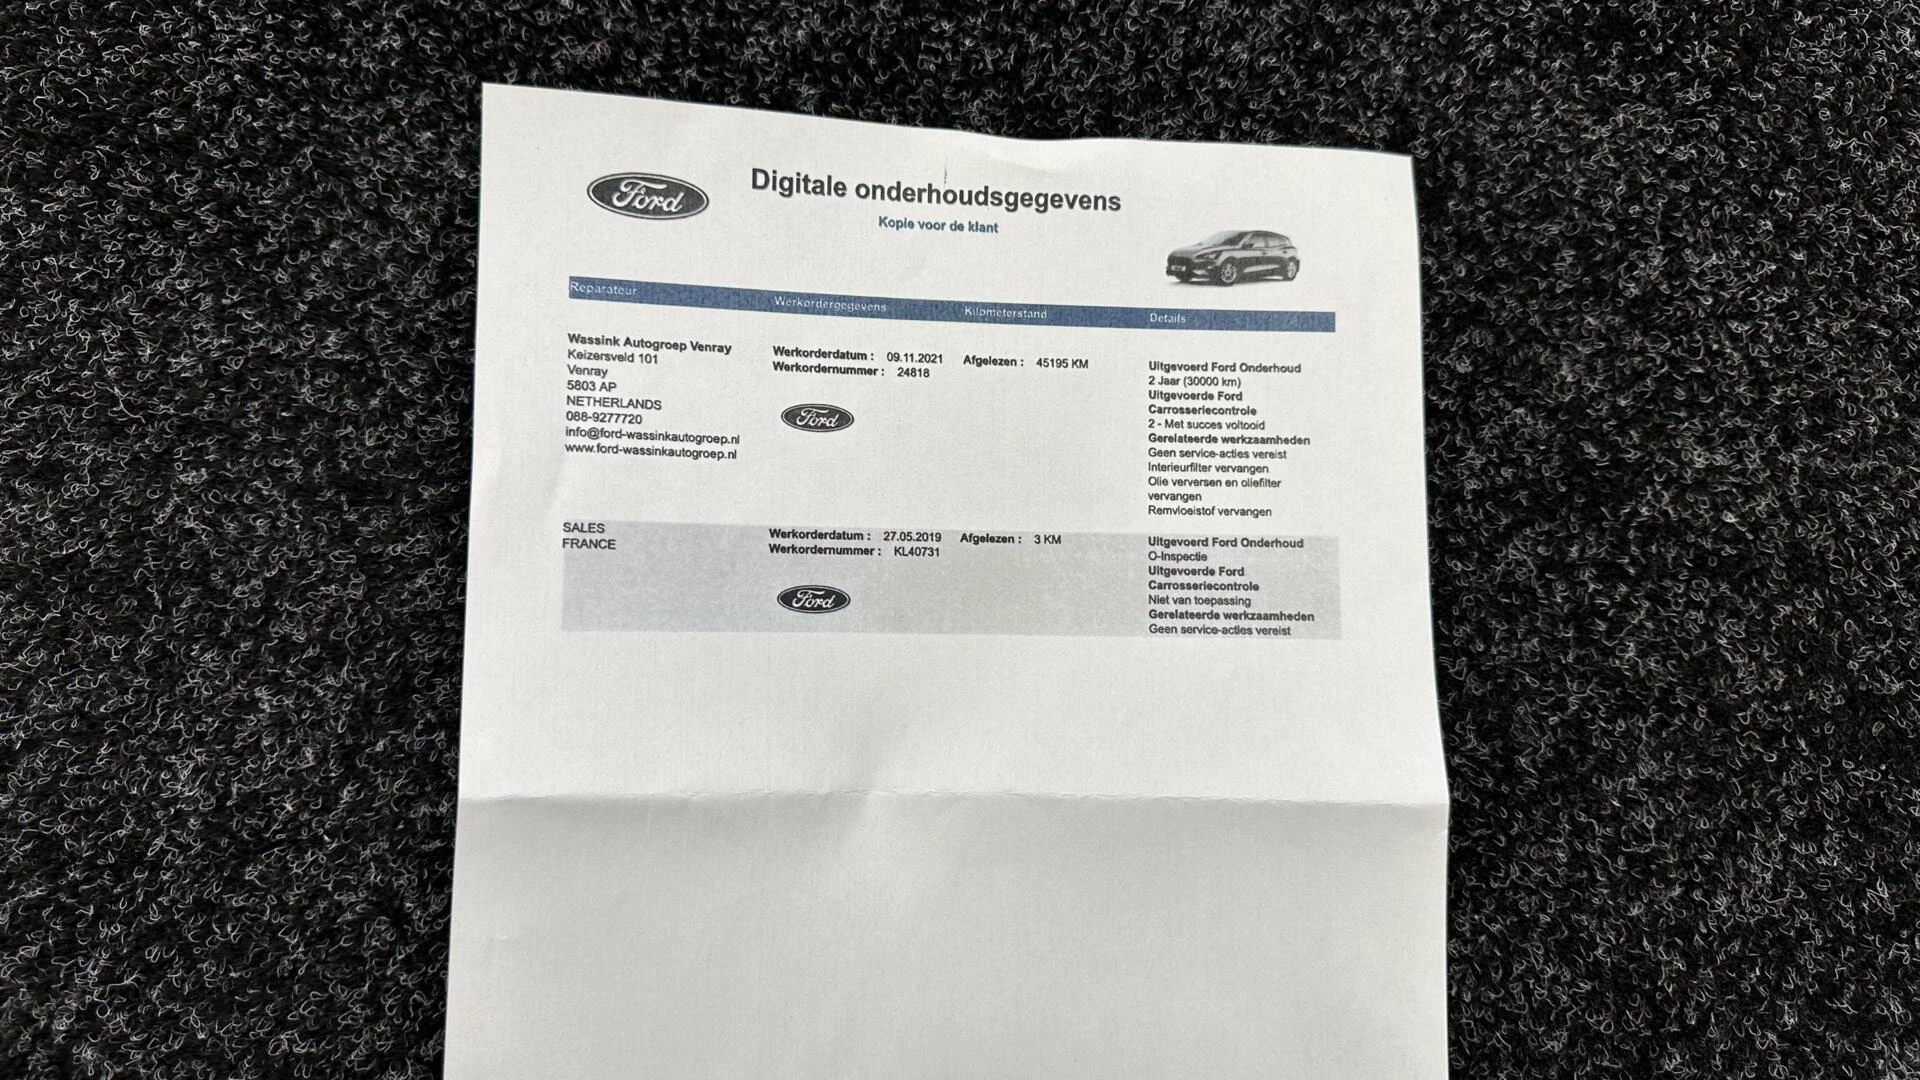 Ford
Digitale onderhoudsgegevens
Kopie voor de klant
Reparateur Werkordergegevens Kilometerstand Details
Wassink Autogroep Venray
Keizersveld 101
Venray
5803 AP
NETHERLANDS
088-9277720
info@ford-wassinkautogroep.nl
www.ford-wassinkautogroep.nl
Werkorderdatum : 09.11.2021
Werkordernummer : 24818
Ford
Afgelezen : 45195 KM
Uitgevoerd Ford Onderhoud
2 Jaar (30000 km)
Uitgevoerde Ford
Carrosseriecontrole
2 - Met succes voltooid
Gerelateerde werkzaamheden
Geen service-acties vereist
Interieurfilter vervangen
Olie verversen en oliefilter
vervangen
Remvloeistof vervangen
SALES
FRANCE
Werkorderdatum : 27.05.2019
Werkordernummer : KL40731
Ford
Afgelezen : 3 KM
Uitgevoerd Ford Onderhoud
O-Inspectie
Uitgevoerde Ford
Carrosseriecontrole
Niet van toepassing
Gerelateerde werkzaamheden
Geen service-acties vereist